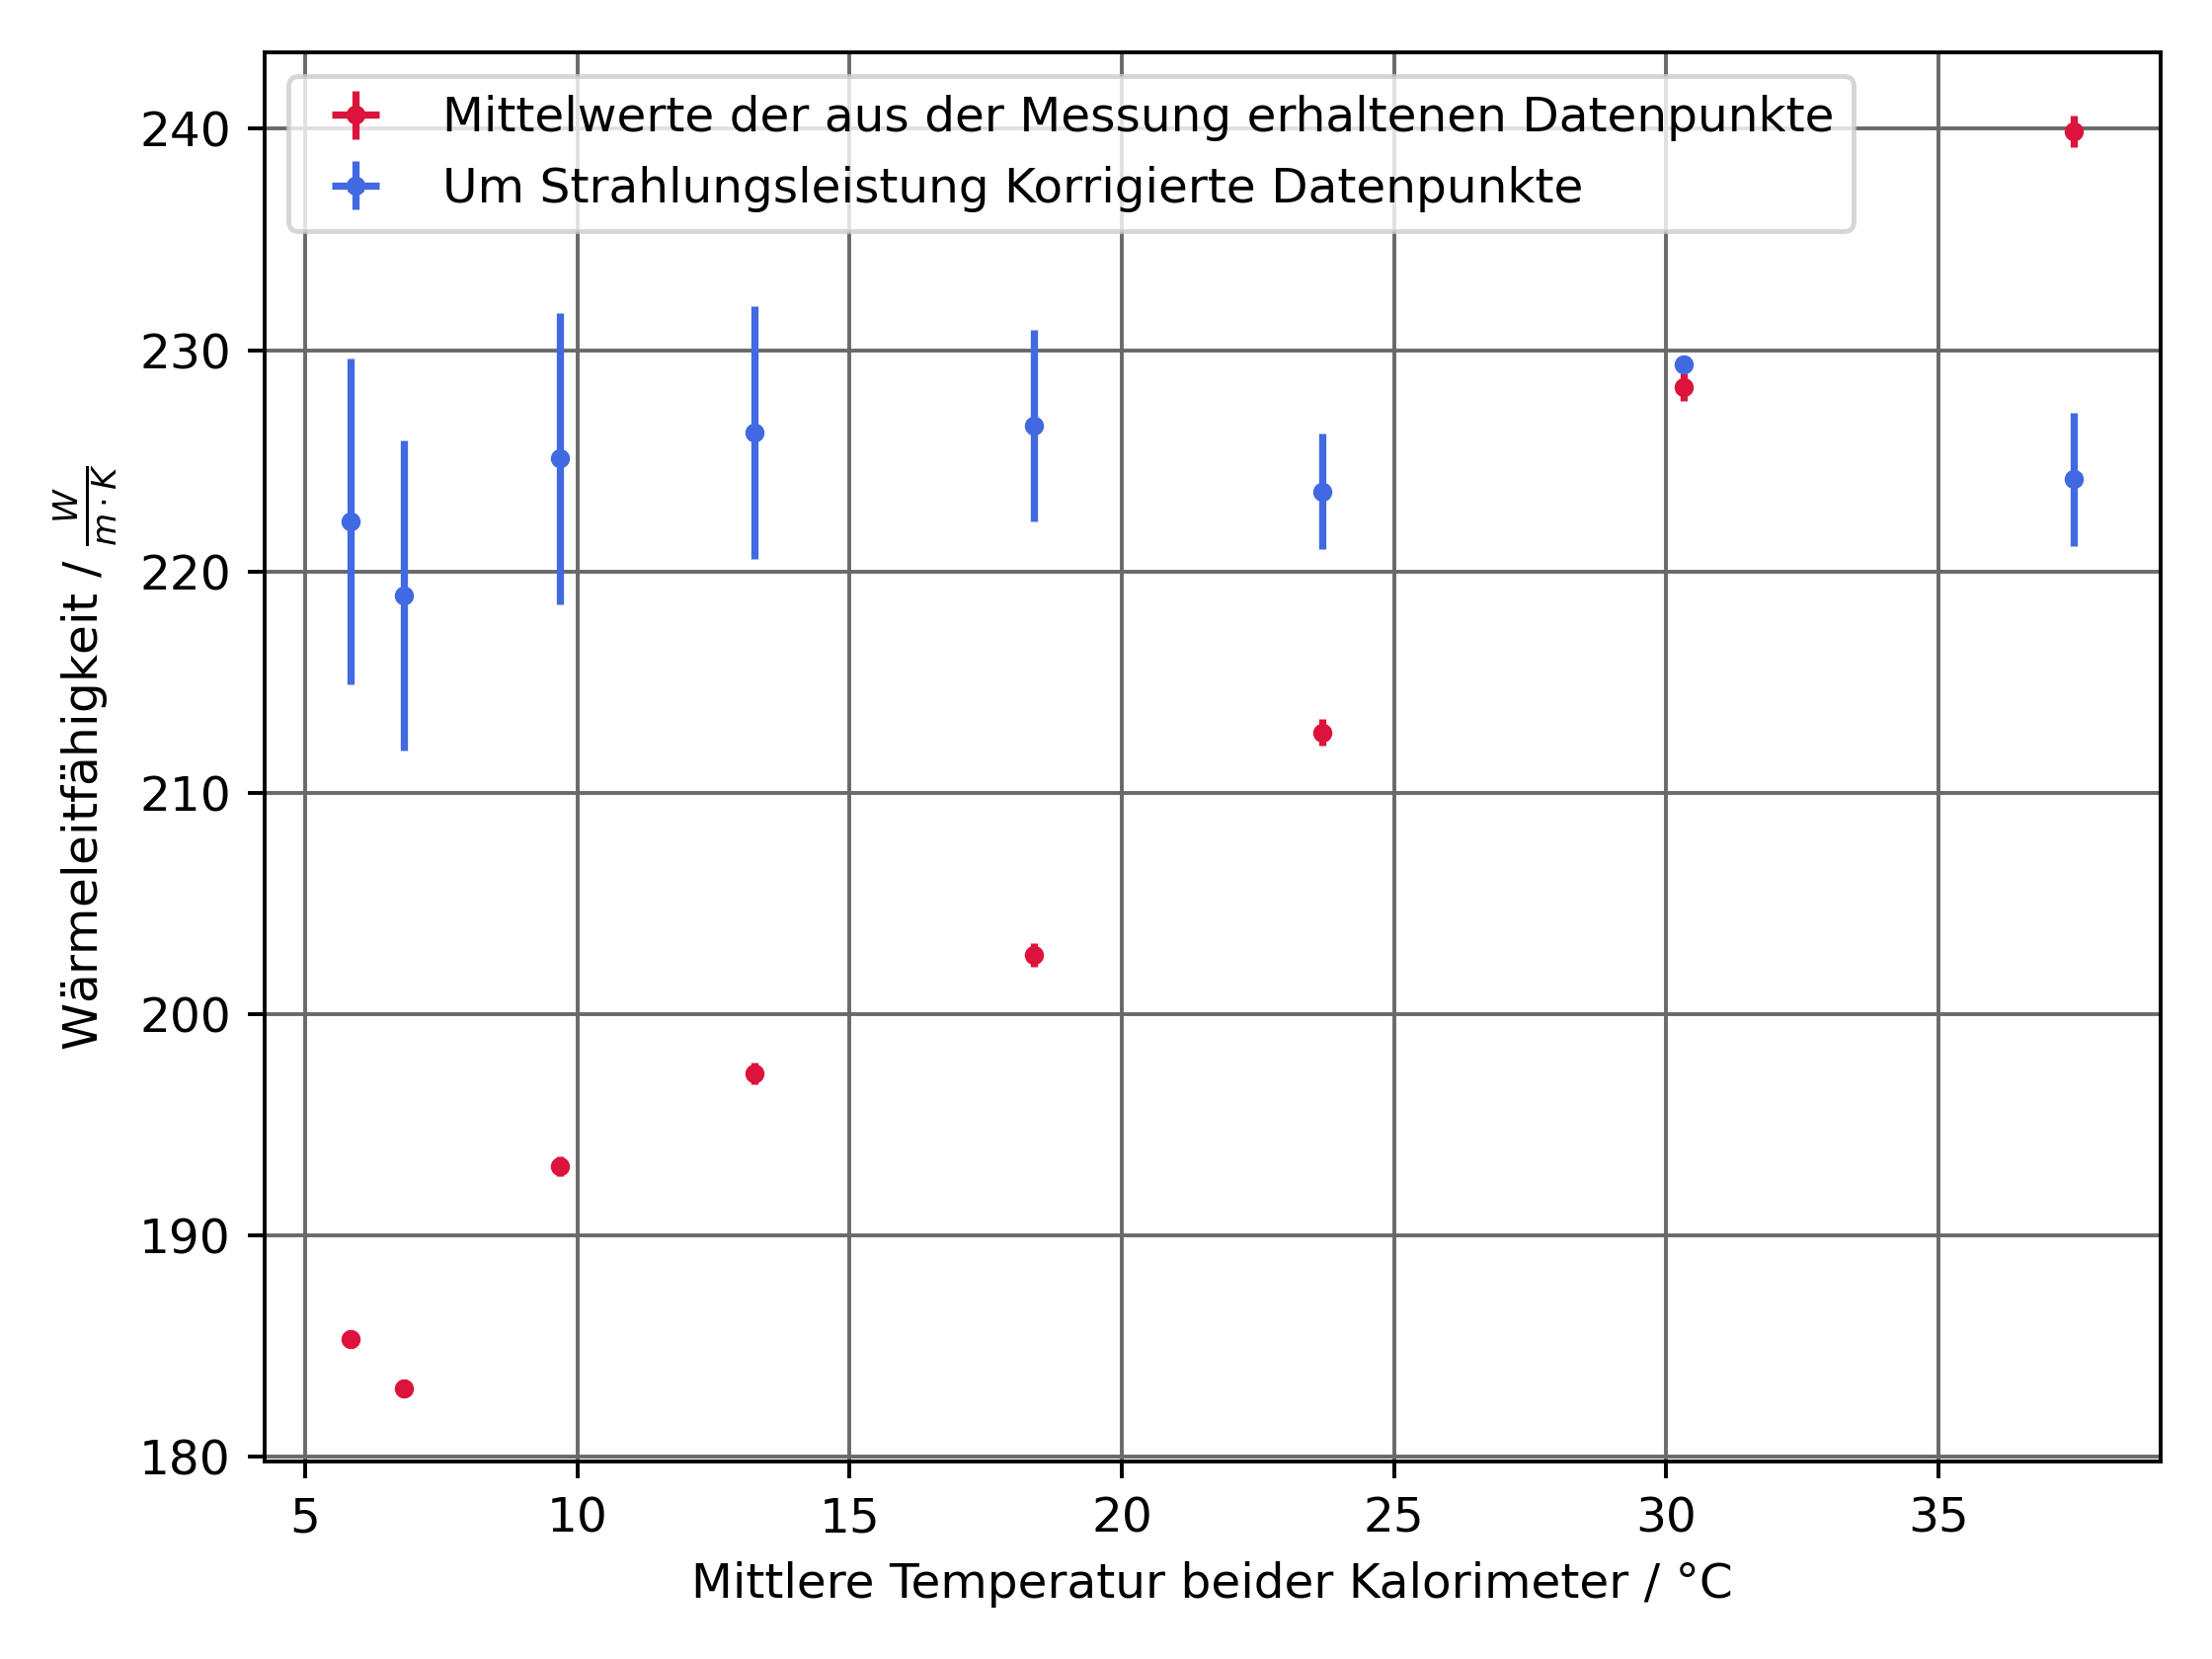 Mittelwerte der aus der Messung erhaltenen Datenpunkte
Um Strahlungsleistung Korrigierte Datenpunkte
240
230
220
210
200
190
180
Wärmeleitfähigkeit / W/m·K
5 10 15 20 25 30 35
Mittlere Temperatur beider Kalorimeter / °C